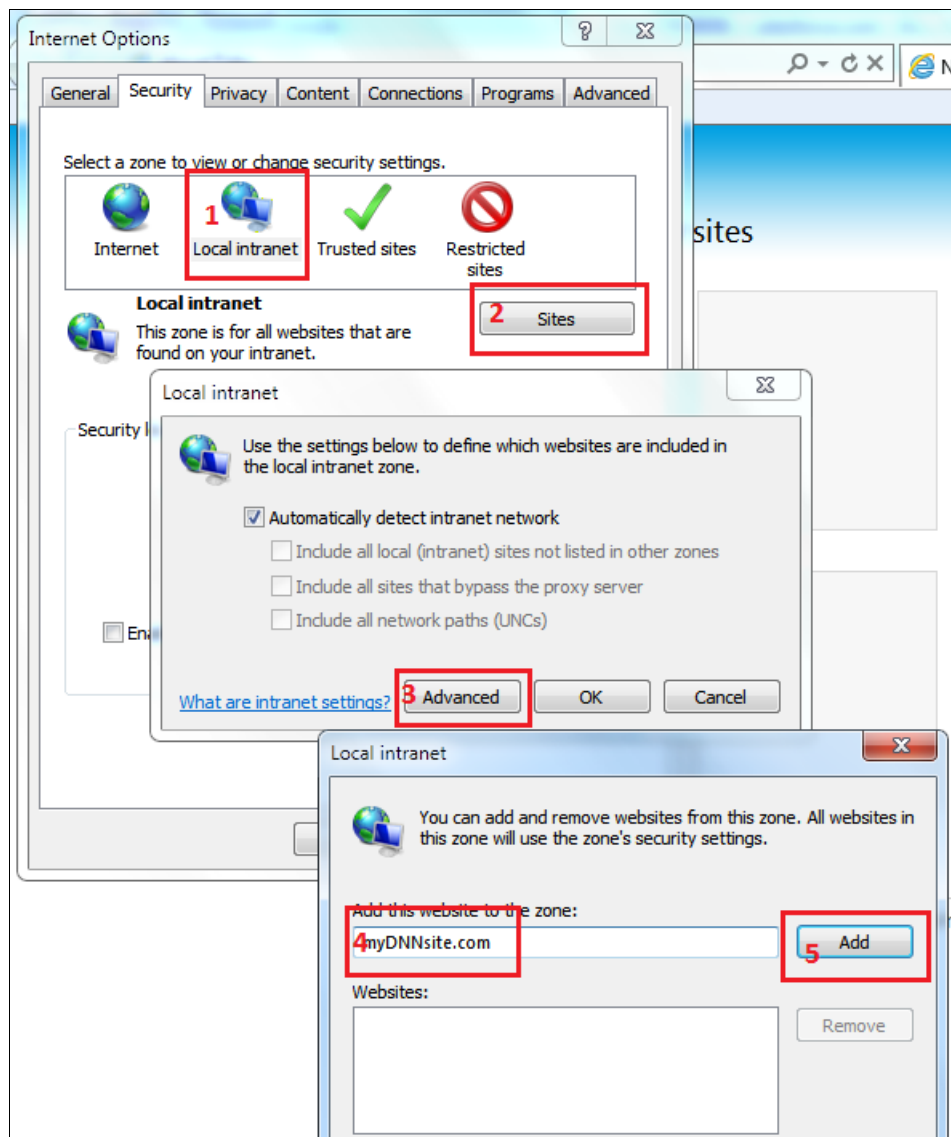 Internet Options
N
General Security Privacy Content Connections Programs Advanced
Select a zone to view or change security settings.
1
Internet Local intranet Trusted sites Restricted
sites
sites
Local intranet
2 Sites
This zone is for all websites that are
found on your intranet.
Local intranet
Security l
Use the settings below to define which websites are included in
the local intranet zone.
Automatically detect intranet network
Include all local (intranet) sites not listed in other zones
Include all sites that bypass the proxy server
Include all network paths (UNCs)
Ena
What are intranet settings? 3 Advanced OK Cancel
Local intranet
You can add and remove websites from this zone. All websites in
this zone will use the zone's security settings.
Add this website to the zone:
4 myDNNsite.com 5 Add
Websites:
Remove